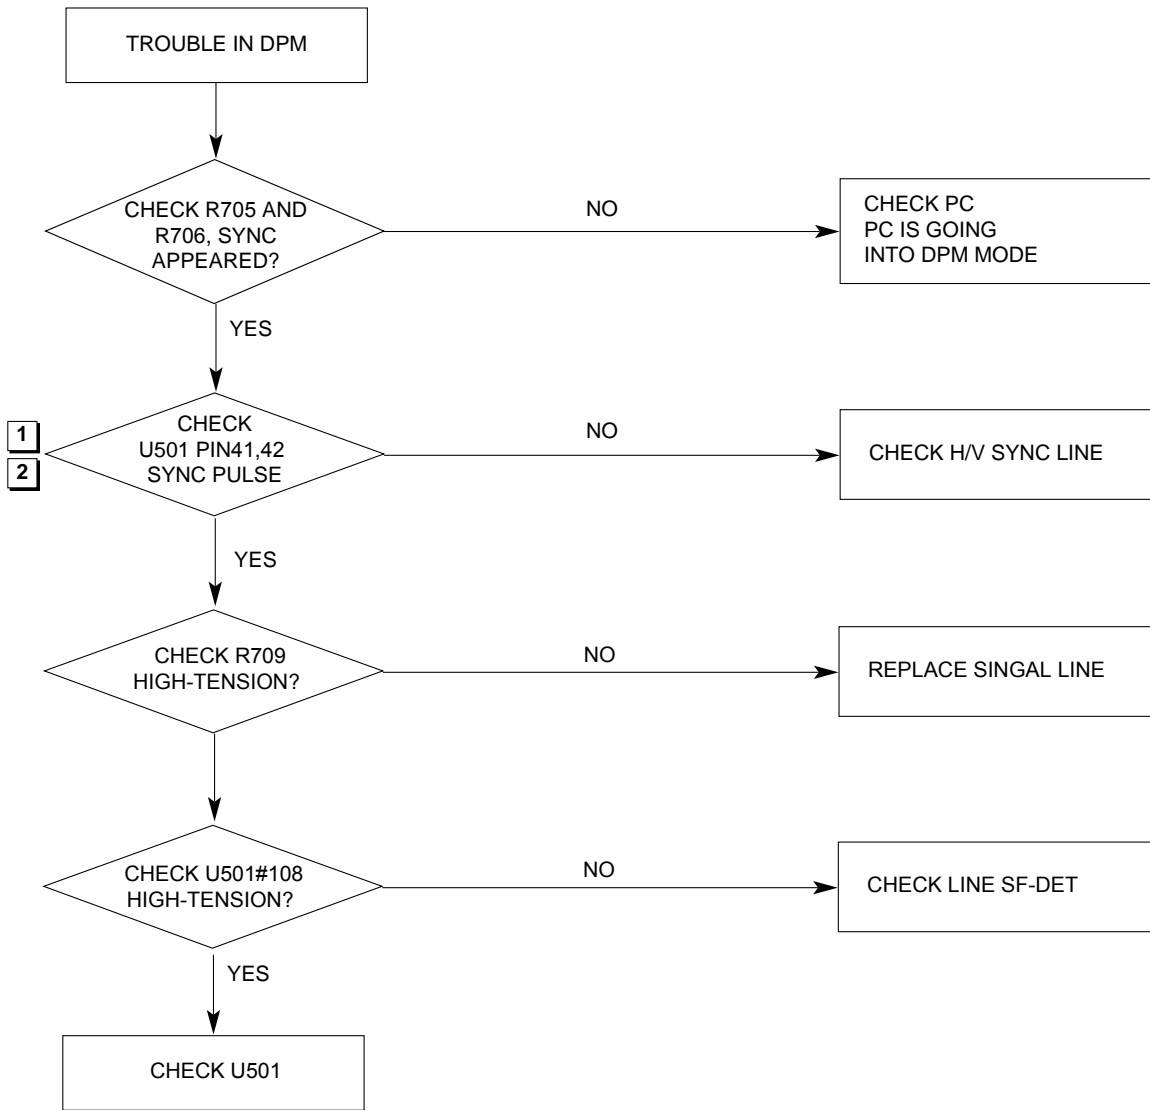 TROUBLE IN DPM
CHECK R705 AND
R706, SYNC
APPEARED?
NO
CHECK PC
PC IS GOING
INTO DPM MODE
YES
1
2
CHECK
U501 PIN41,42
SYNC PULSE
NO
CHECK H/V SYNC LINE
YES
CHECK R709
HIGH-TENSION?
NO
REPLACE SINGAL LINE
CHECK U501#108
HIGH-TENSION?
NO
CHECK LINE SF-DET
YES
CHECK U501